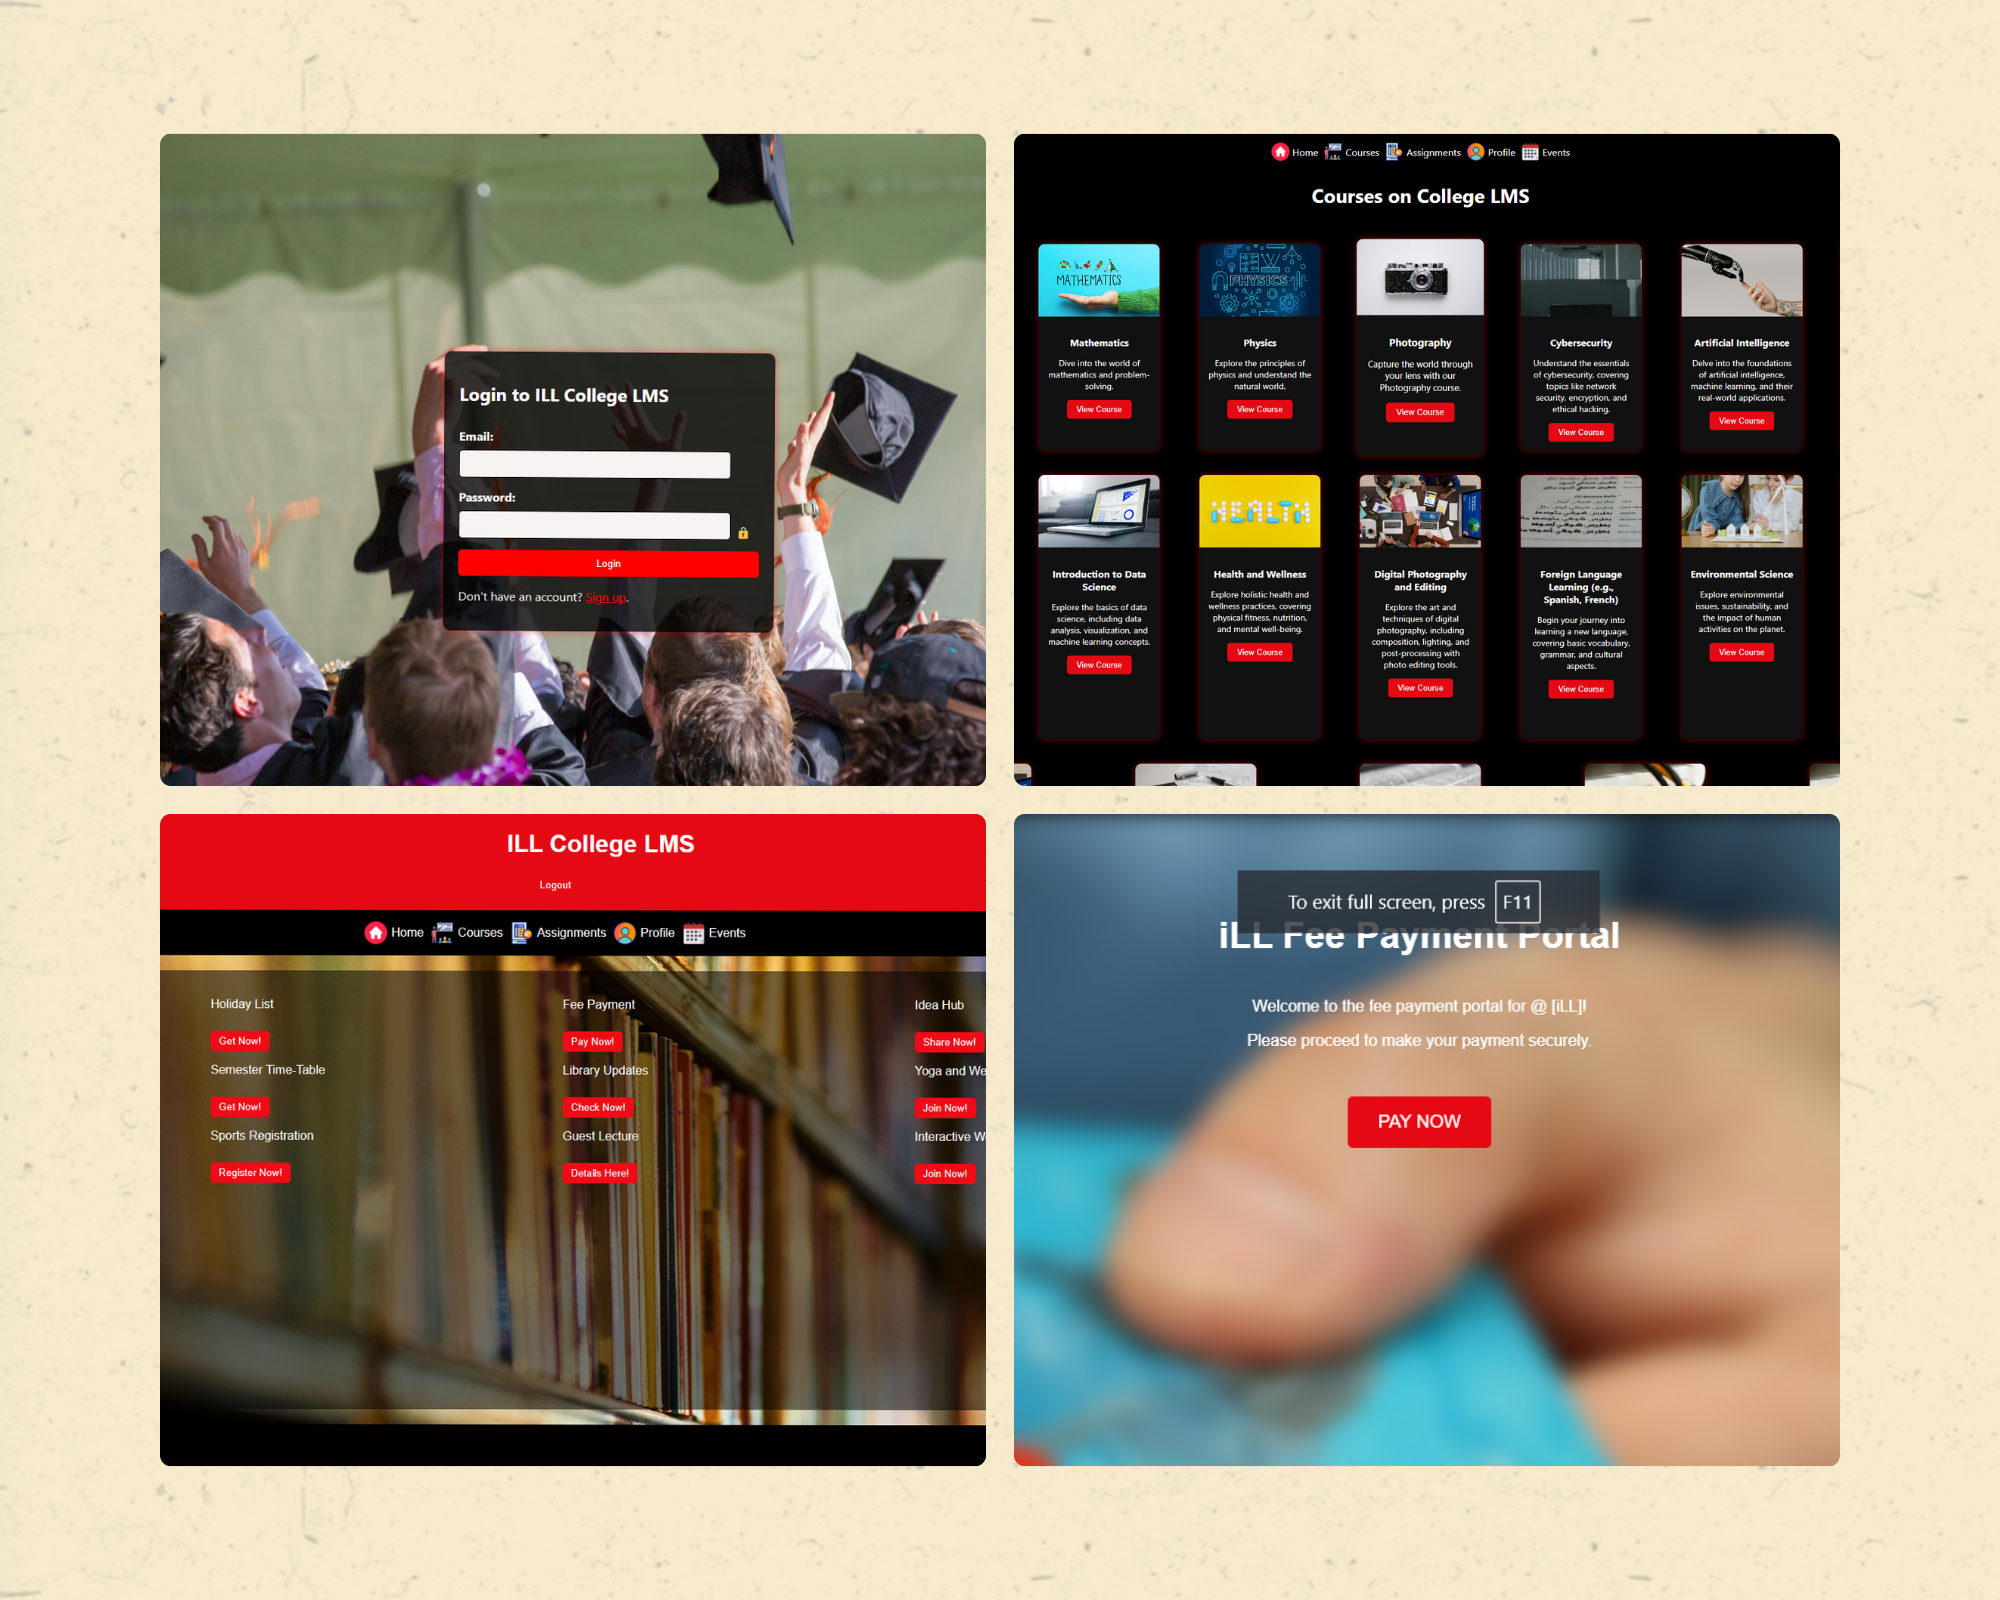 Login to ILL College LMS
Email:
Password:
Login
Don't have an account? Sign up.
Home Courses Assignments Profile Events
Courses on College LMS
MATHEMATICS
PHYSICS
Mathematics
Dive into the world of
mathematics and problem-
solving.
View Course
Physics
Explore the principles of
physics and understand the
natural world.
View Course
Photography
Capture the world through
your lens with our
Photography course.
View Course
Cybersecurity
Understand the essentials
of cybersecurity, covering
topics like network
security, encryption, and
ethical hacking.
View Course
Artificial Intelligence
Delve into the foundations
of artificial intelligence,
machine learning, and their
real-world applications.
View Course
HEALTH
Introduction to Data
Science
Explore the basics of data
science, including data
analysis, visualization, and
machine learning concepts.
View Course
Health and Wellness
Explore holistic health and
wellness practices, covering
physical fitness, nutrition,
and mental well-being.
View Course
Digital Photography
and Editing
Explore the art and
techniques of digital
photography, including
composition, lighting, and
post-processing with
photo editing tools.
View Course
Foreign Language
Learning (e.g.,
Spanish, French)
Begin your journey into
learning a new language,
covering basic vocabulary,
grammar, and cultural
aspects.
View Course
Environmental Science
Explore environmental
issues, sustainability, and
the impact of human
activities on the planet.
View Course
ILL College LMS
Logout
Home Courses Assignments Profile Events
Holiday List
Get Now!
Semester Time-Table
Get Now!
Sports Registration
Register Now!
Fee Payment
Pay Now!
Library Updates
Check Now!
Guest Lecture
Details Here!
Idea Hub
Share Now!
Yoga and We
Join Now!
Interactive W
Join Now!
To exit full screen, press F11
iLL Fee Payment Portal
Welcome to the fee payment portal for @ [iLL]!
Please proceed to make your payment securely.
PAY NOW